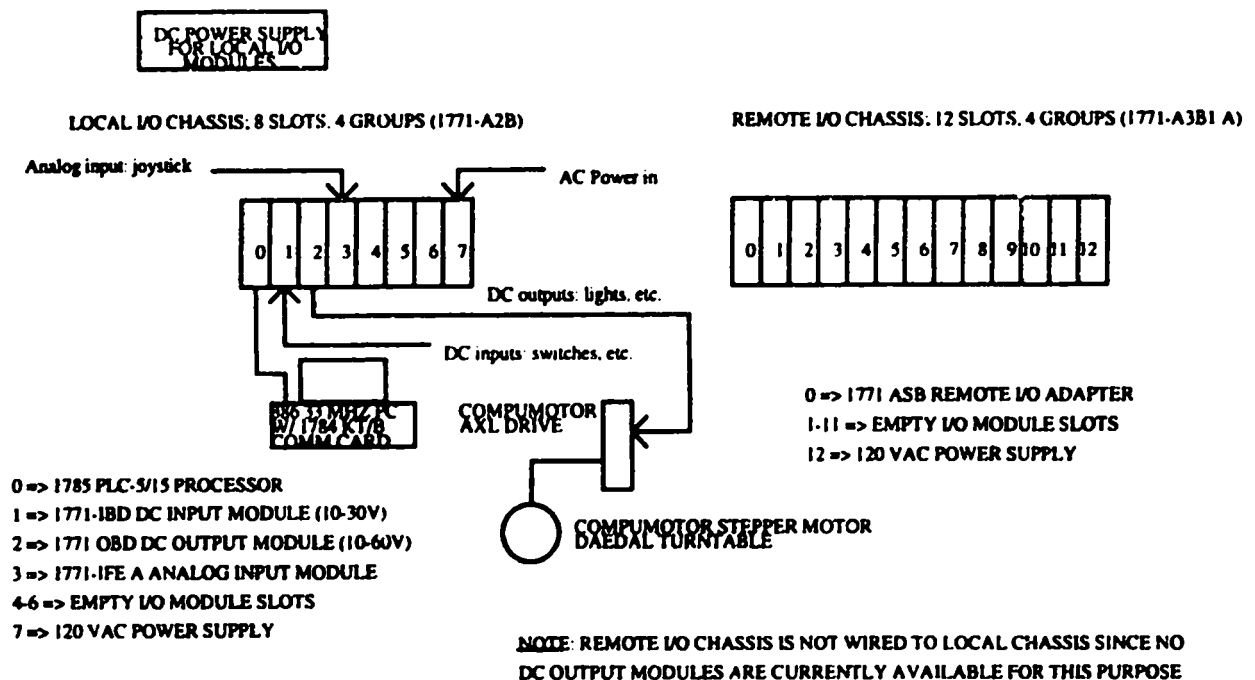 DC POWER SUPPLY
FOR LOCAL I/O
MODULES
LOCAL I/O CHASSIS: 8 SLOTS. 4 GROUPS (1771-A2B)
REMOTE I/O CHASSIS: 12 SLOTS. 4 GROUPS (1771-A3B1 A)
Analog input: joystick
AC Power in
0 1 2 3 4 5 6 7
0 1 2 3 4 5 6 7 8 9 10 11 12
DC outputs: lights, etc.
DC inputs: switches, etc.
386 33 MHZ PC
W/ 1784 KT/B
COMM CARD
COMPUMOTOR
AXL DRIVE
0 => 1771 ASB REMOTE I/O ADAPTER
1-11 => EMPTY I/O MODULE SLOTS
12 => 120 VAC POWER SUPPLY
0 => 1785 PLC-5/15 PROCESSOR
1 => 1771-IBD DC INPUT MODULE (10-30V)
2 => 1771 OBD DC OUTPUT MODULE (10-60V)
3 => 1771-IFE A ANALOG INPUT MODULE
4-6 => EMPTY I/O MODULE SLOTS
7 => 120 VAC POWER SUPPLY
COMPUMOTOR STEPPER MOTOR
DAEDAL TURNTABLE
NOTE: REMOTE I/O CHASSIS IS NOT WIRED TO LOCAL CHASSIS SINCE NO
DC OUTPUT MODULES ARE CURRENTLY AVAILABLE FOR THIS PURPOSE